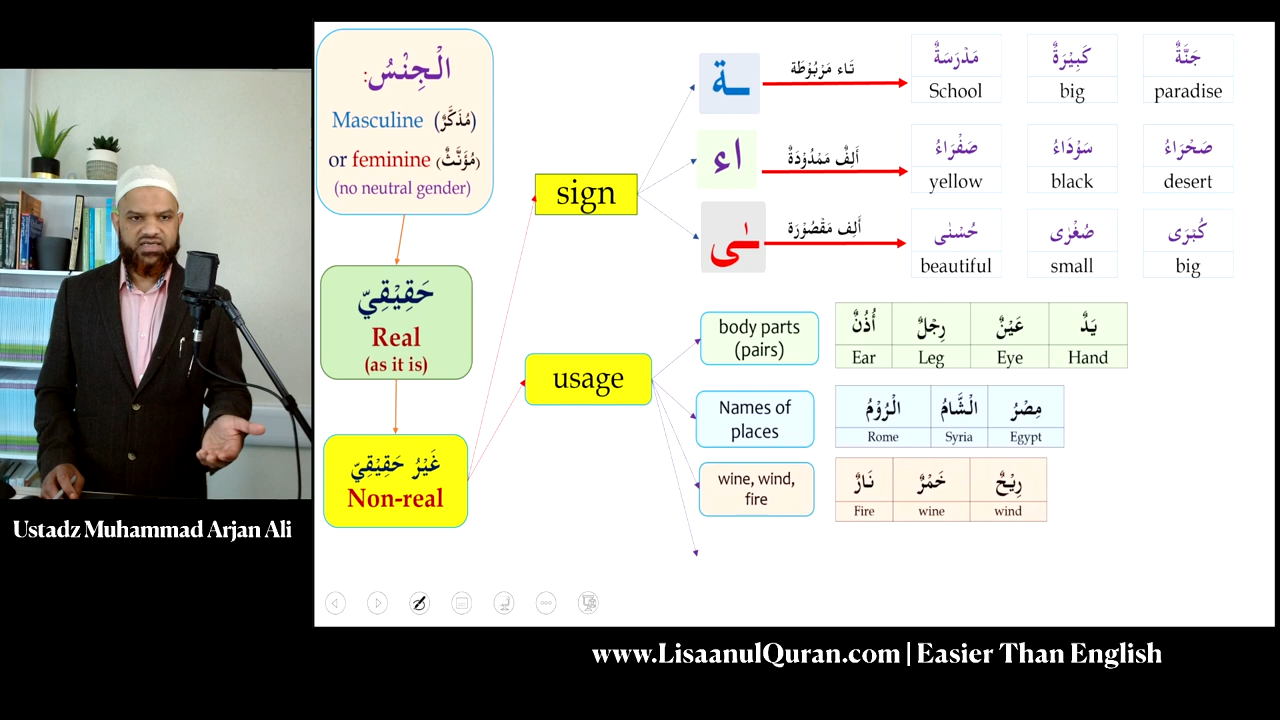 الْجِنْسُ:
Masculine (مُذَكَّرٌ)
or feminine (مُؤَنَّثٌ)
(no neutral gender)
حَقِيْقِيّ
Real
(as it is)
غَيْرُ حَقِيْقِيّ
Non-real
sign
usage
ـة
تَاء مَرْبُوْطَة
مَدْرَسَةٌ
School
كَبِيْرَةٌ
big
جَنَّةٌ
paradise
اء
أَلِفٌ مَمْدُوْدَةٌ
صَفْرَاءُ
yellow
سَوْدَاءُ
black
صَحْرَاءُ
desert
ـٰى
أَلِف مَقْصُوْرَة
حُسْنٰى
beautiful
صُغْرٰى
small
كُبْرَى
big
body parts
(pairs)
أُذُنٌ
رِجْلٌ
عَيْنٌ
يَدٌ
Ear
Leg
Eye
Hand
Names of
places
الْرُوْمُ
الْشَّامُ
مِصْرُ
Rome
Syria
Egypt
wine, wind,
fire
نَارٌ
خَمْرٌ
رِيْحٌ
Fire
wine
wind
Ustadz Muhammad Arjan Ali
www.LisaanulQuran.com | Easier Than English